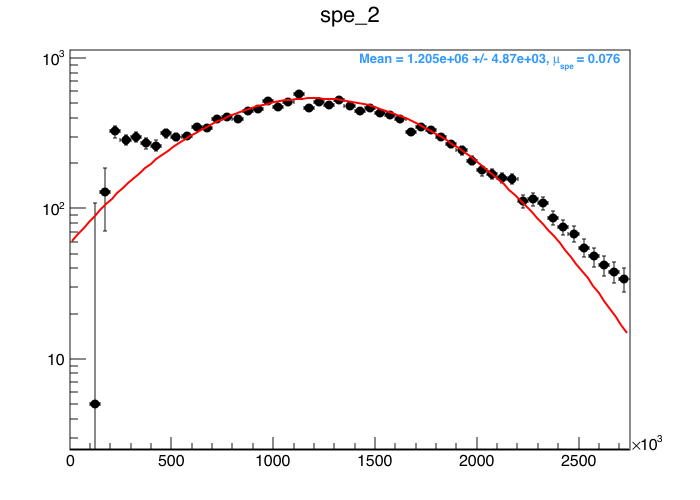 spe_2
Mean = 1.205e+06 +/- 4.87e+03, μspe = 0.076
10³
10²
10
0 500 1000 1500 2000 2500 ×10³